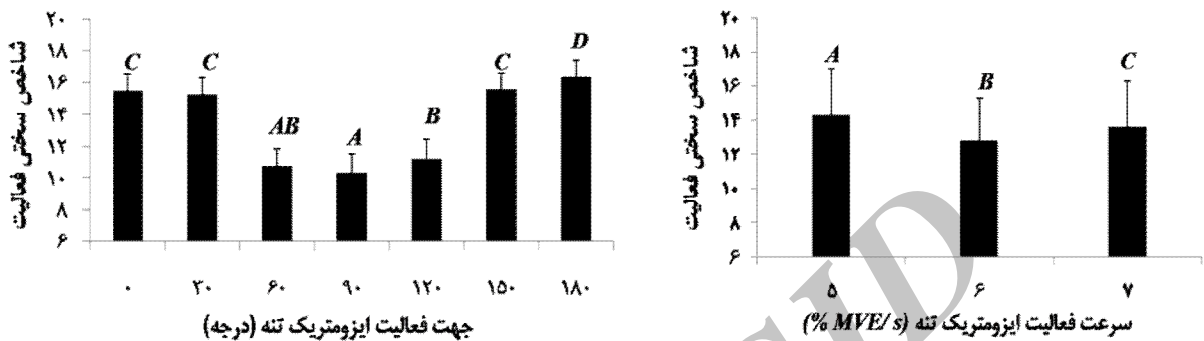 شاخص سختی فعالیت
۲۰
۱۸
۱۶
۱۴
۱۲
۱۰
۸
۶
C C AB A B C D
۰ ۳۰ ۶۰ ۹۰ ۱۲۰ ۱۵۰ ۱۸۰
جهت فعالیت ایزومتریک تنه (درجه)
شاخص سختی فعالیت
۲۰
۱۸
۱۶
۱۴
۱۲
۱۰
۸
۶
A B C
۵ ۶ ۷
سرعت فعالیت ایزومتریک تنه (% MVE/s)